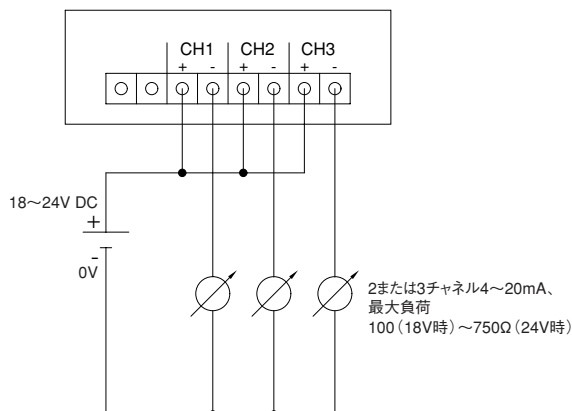 CH1 CH2 CH3
+ - + - + -
18～24V DC
+
-
0V
2または3チャネル4～20mA、
最大負荷
100（18V時）～750Ω（24V時）